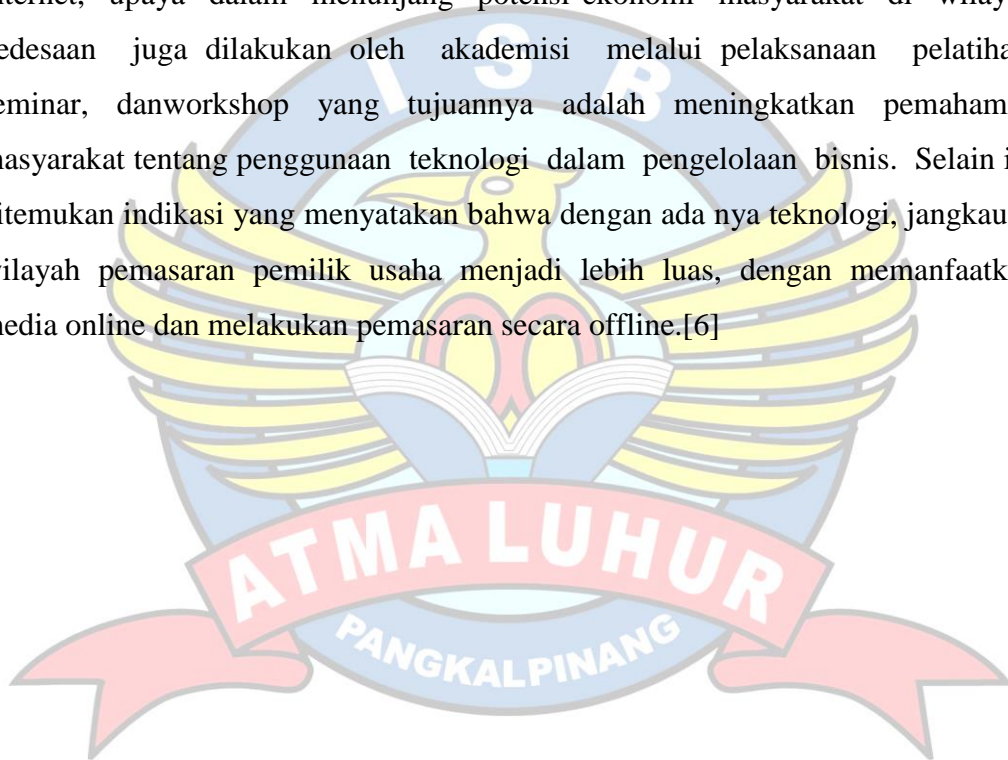 internet, upaya dalam menunjang potensi ekonomi masyarakat di wilay
edesaan juga dilakukan oleh akademisi melalui pelaksanaan pelatiha
eminar, danworkshop yang tujuannya adalah meningkatkan pemaham
masyarakat tentang penggunaan teknologi dalam pengelolaan bisnis. Selain i
itemukan indikasi yang menyatakan bahwa dengan ada nya teknologi, jangkau
wilayah pemasaran pemilik usaha menjadi lebih luas, dengan memanfaatk
media online dan melakukan pemasaran secara offline.[6]
I S B
ATMA LUHUR
PANGKALPINANG